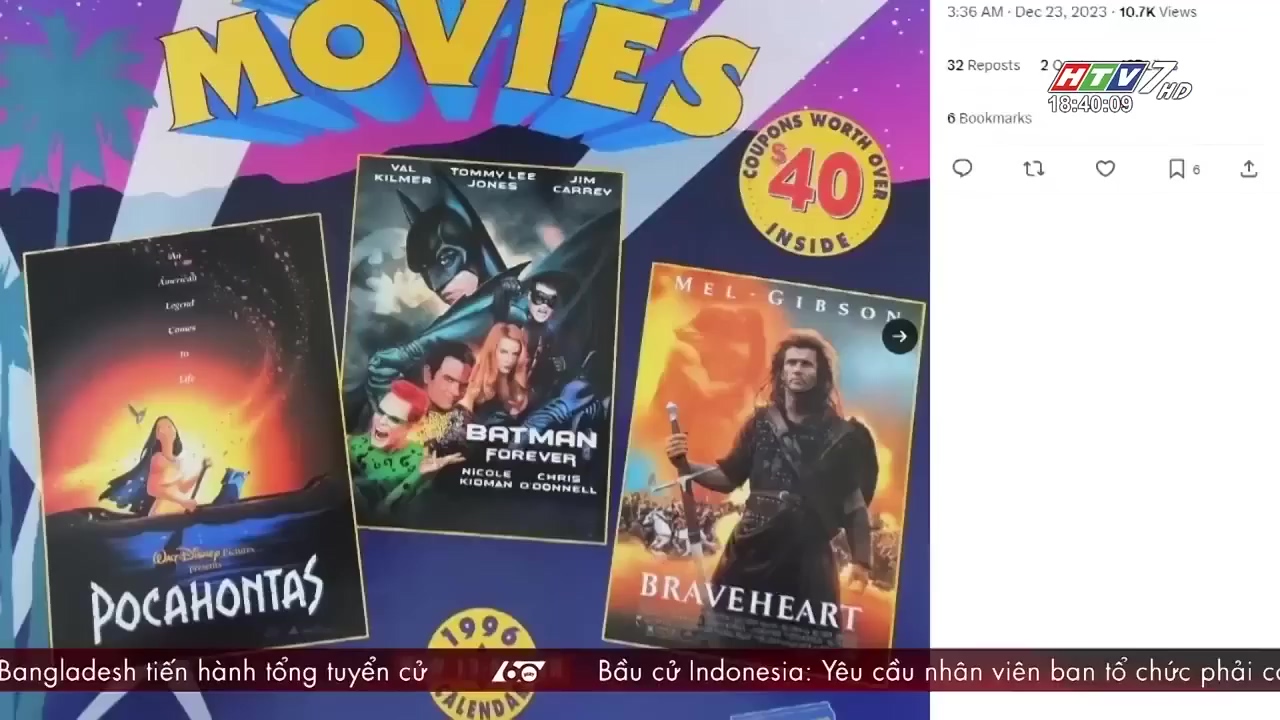 MOVIES
COUPONS WORTH OVER
$40
INSIDE
VAL KILMER
TOMMY LEE JONES
JIM CARREY
BATMAN
FOREVER
NICOLE KIDMAN
CHRIS O'DONNELL
An
American
Legend
Comes
to
Life
Walt Disney Pictures
presents
POCAHONTAS
MEL GIBSON
BRAVEHEART
1996
CALENDAR
3:36 AM · Dec 23, 2023 · 10.7K Views
32 Reposts
6 Bookmarks
6
HTV7 HD
18:40:09
Bangladesh tiến hành tổng tuyển cử
60 giây
Bầu cử Indonesia: Yêu cầu nhân viên ban tổ chức phải